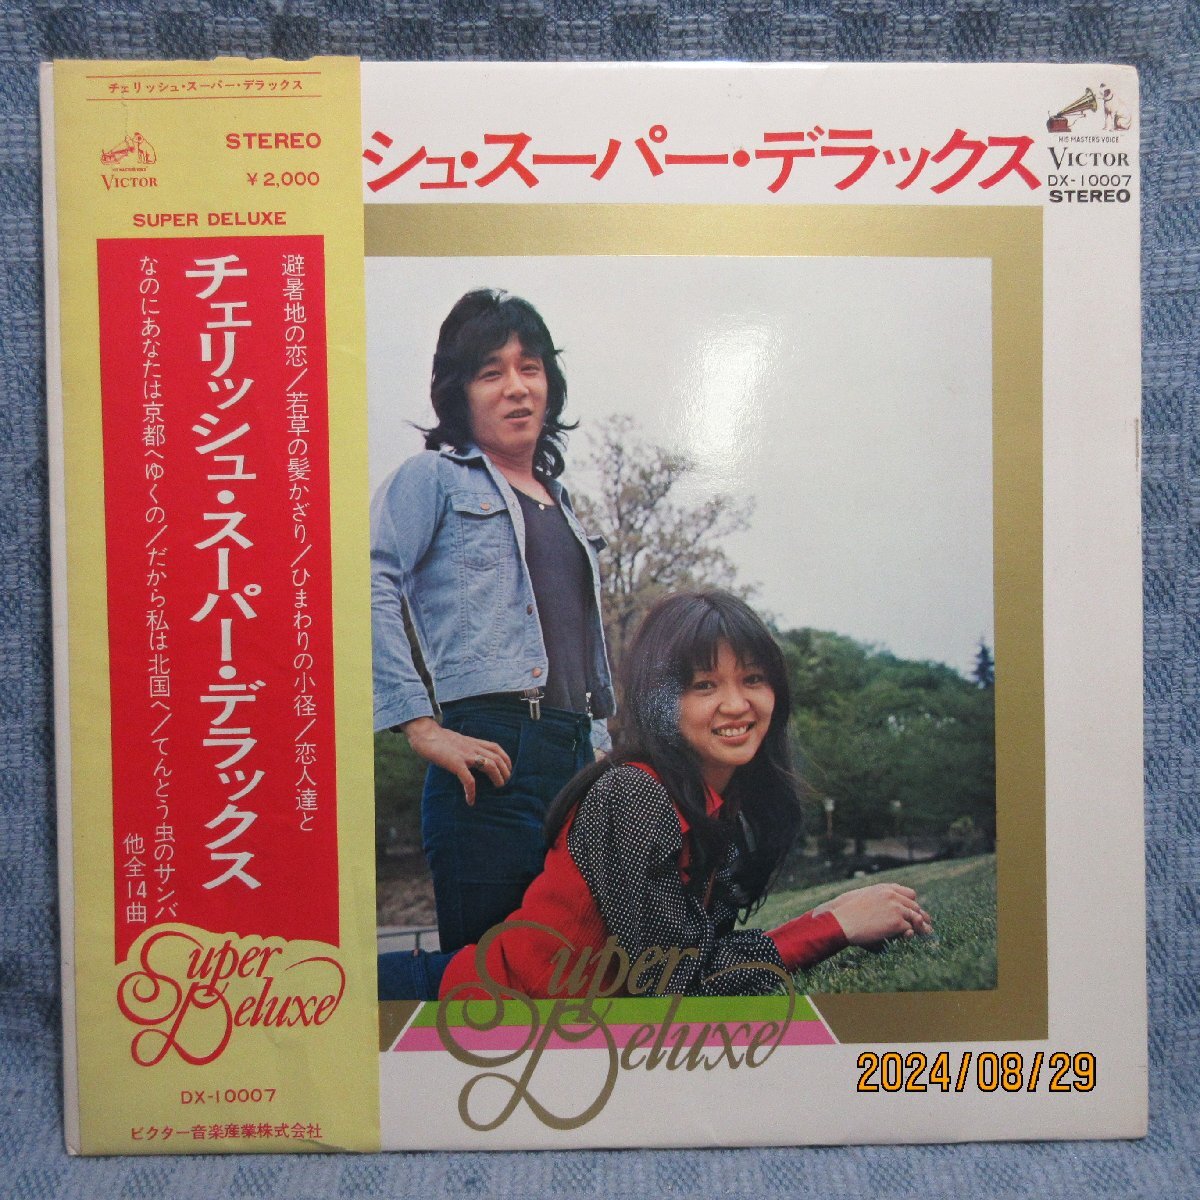 チェリッシュ・スーパー・デラックス
HIS MASTER'S VOICE
VICTOR
STEREO
¥2,000
SUPER DELUXE
避暑地の恋/若草の髪かざり/ひまわりの小径/恋人達と
チェリッシュ・スーパー・デラックス
なのにあなたは京都へゆくの/だから私は北国へ/てんとう虫のサンバ
他全14曲
Super
Deluxe
DX-10007
ビクター音楽産業株式会社
シュ・スーパー・デラックス
HIS MASTER'S VOICE
VICTOR
DX-10007
STEREO
Super
Deluxe
2024/08/29